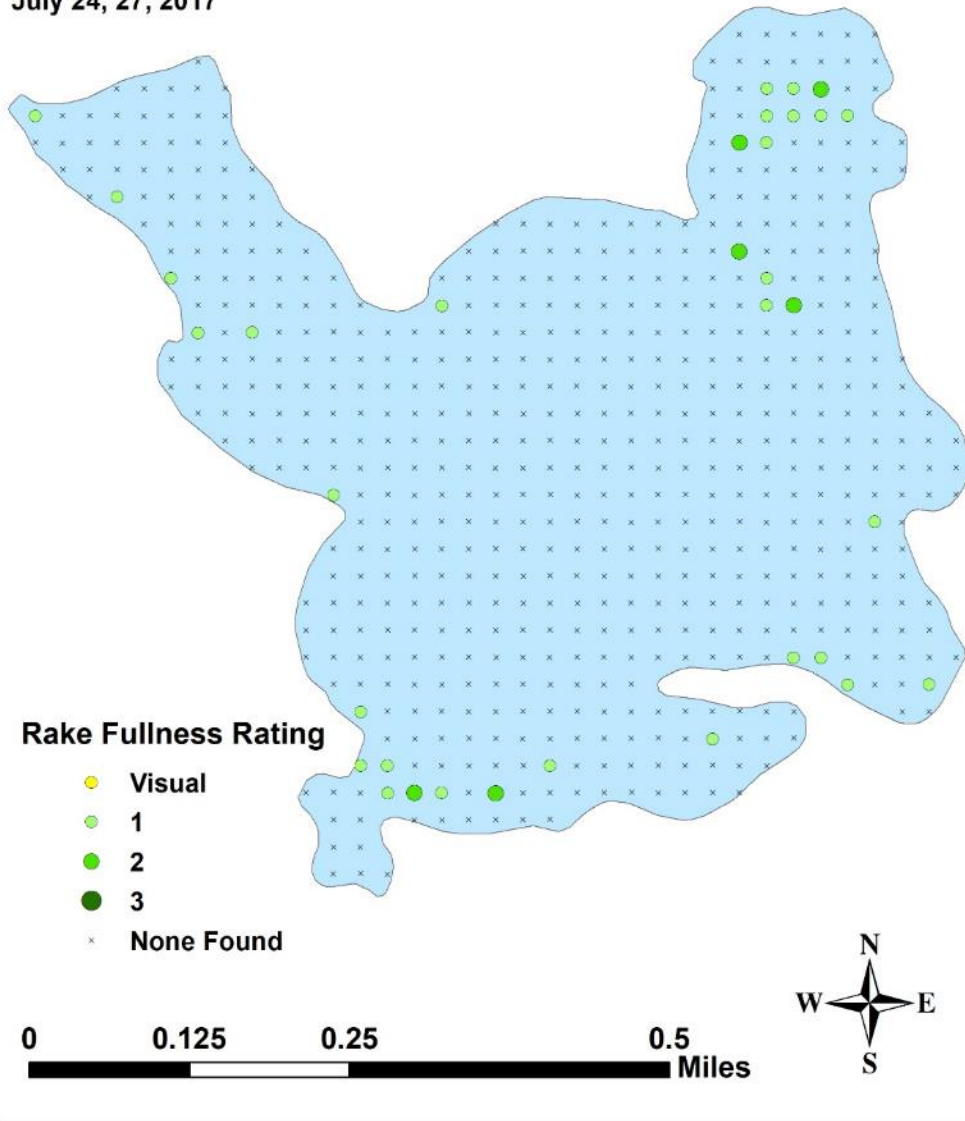 July 24, 27, 2017
Rake Fullness Rating
Visual
1
2
3
None Found
N
W E
S
0 0.125 0.25 0.5
Miles